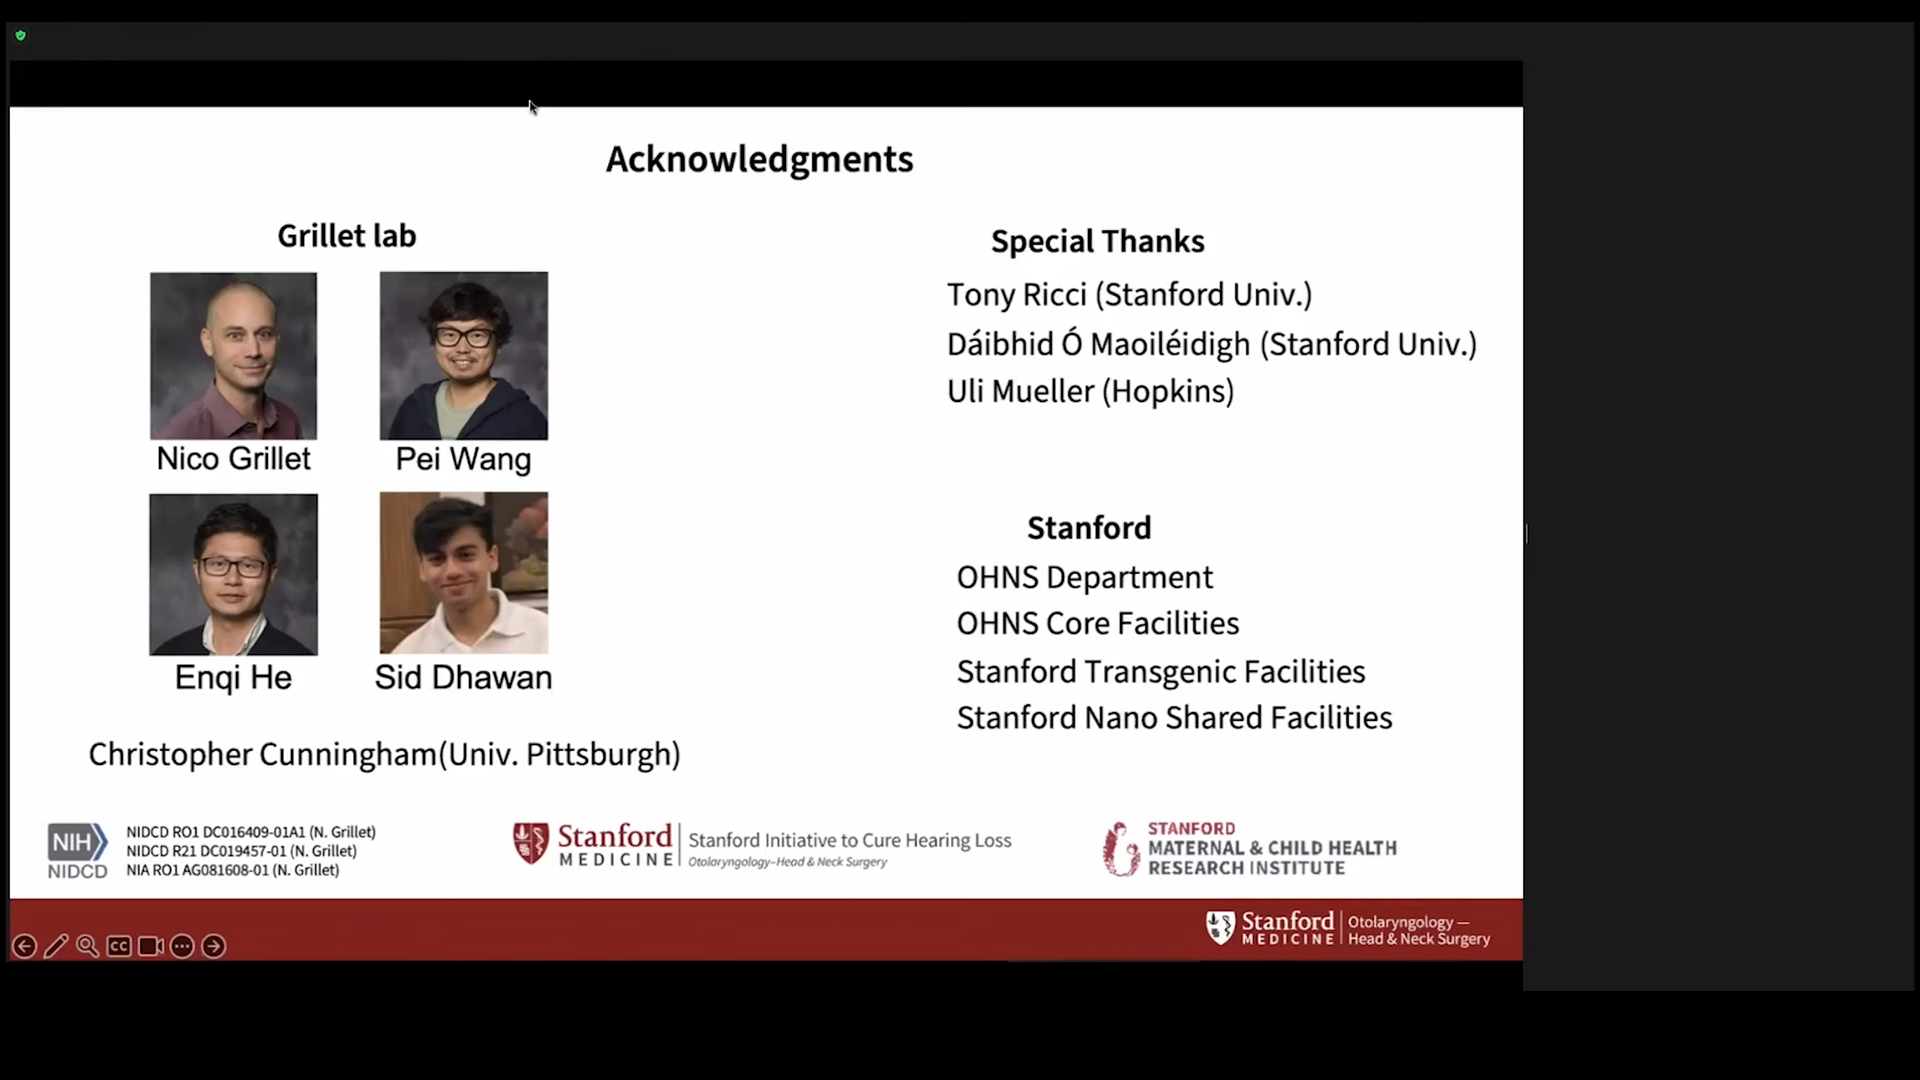 Acknowledgments
Grillet lab
Nico Grillet
Pei Wang
Enqi He
Sid Dhawan
Christopher Cunningham(Univ. Pittsburgh)
Special Thanks
Tony Ricci (Stanford Univ.)
Dáibhid Ó Maoiléidigh (Stanford Univ.)
Uli Mueller (Hopkins)
Stanford
OHNS Department
OHNS Core Facilities
Stanford Transgenic Facilities
Stanford Nano Shared Facilities
NIH
NIDCD
NIDCD RO1 DC016409-01A1 (N. Grillet)
NIDCD R21 DC019457-01 (N. Grillet)
NIA RO1 AG081608-01 (N. Grillet)
Stanford
MEDICINE
Stanford Initiative to Cure Hearing Loss
Otolaryngology–Head & Neck Surgery
STANFORD
MATERNAL & CHILD HEALTH
RESEARCH INSTITUTE
CC
Stanford
MEDICINE
Otolaryngology —
Head & Neck Surgery